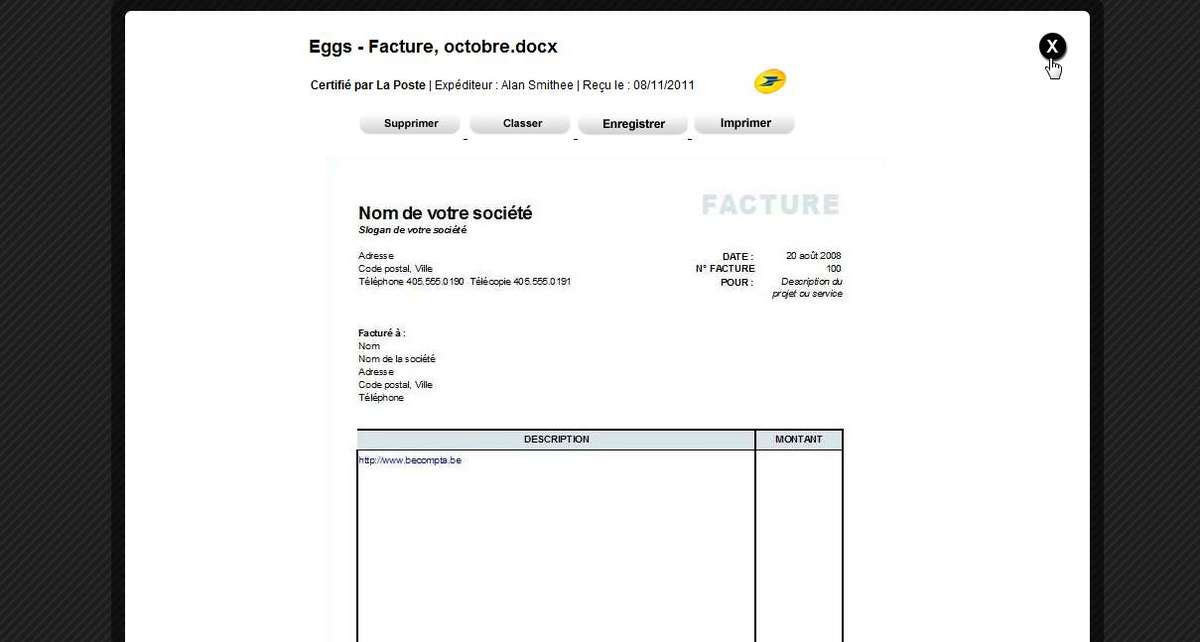 Eggs - Facture, octobre.docx
X
Certifié par La Poste | Expéditeur : Alan Smithee | Reçu le : 08/11/2011
Supprimer Classer Enregistrer Imprimer
FACTURE
Nom de votre société
Slogan de votre société
Adresse
Code postal, Ville
Téléphone 405.555.0190 Télécopie 405.555.0191
DATE : 20 août 2008
N° FACTURE 100
POUR : Description du
projet ou service
Facturé à :
Nom
Nom de la société
Adresse
Code postal, Ville
Téléphone
DESCRIPTION MONTANT
http://www.becompta.be